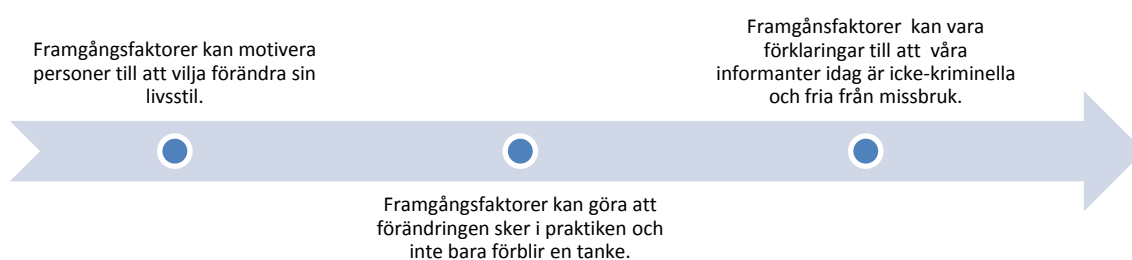 Framgångsfaktorer kan motivera
personer till att vilja förändra sin
livsstil.
Framgångsfaktorer kan göra att
förändringen sker i praktiken och
inte bara förblir en tanke.
Framgånsfaktorer kan vara
förklaringar till att våra
informanter idag är icke-kriminella
och fria från missbruk.